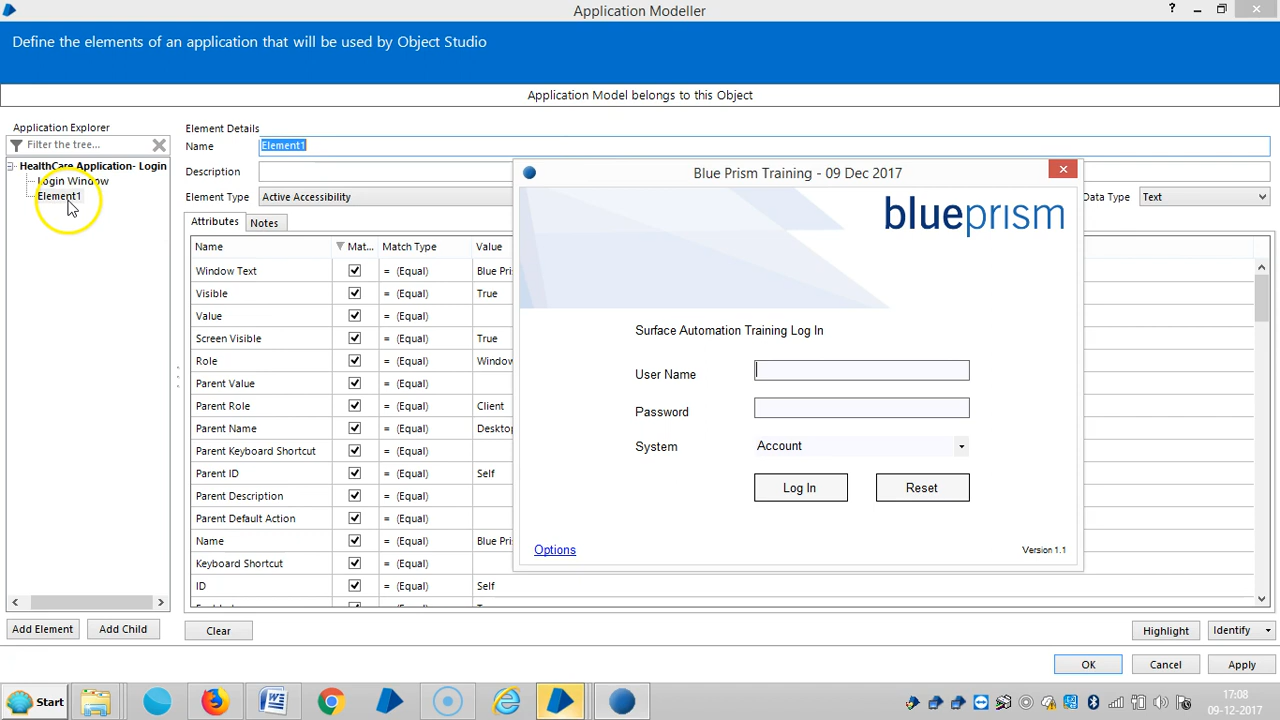 Application Modeller
?
Define the elements of an application that will be used by Object Studio
Application Model belongs to this Object
Application Explorer
Filter the tree...
HealthCare Application- Login
Login Window
Element1
Element Details
Name Element1
Description
Element Type Active Accessibility
Data Type Text
Attributes Notes
Name Mat... Match Type Value
Window Text = (Equal) Blue Pris
Visible = (Equal) True
Value = (Equal)
Screen Visible = (Equal) True
Role = (Equal) Window
Parent Value = (Equal)
Parent Role = (Equal) Client
Parent Name = (Equal) Deskto
Parent Keyboard Shortcut = (Equal)
Parent ID = (Equal) Self
Parent Description = (Equal)
Parent Default Action = (Equal)
Name = (Equal) Blue Pris
Keyboard Shortcut = (Equal)
ID = (Equal) Self
Blue Prism Training - 09 Dec 2017
blueprism
Surface Automation Training Log In
User Name
Password
System Account
Log In Reset
Options
Version 1.1
Add Element Add Child Clear Highlight Identify
OK Cancel Apply
Start
17:08
09-12-2017